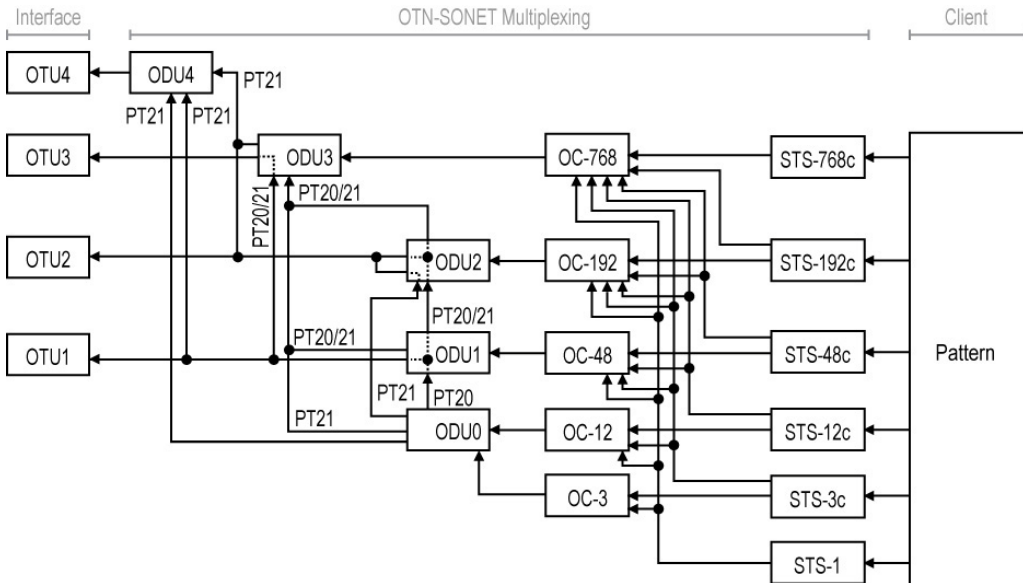 Interface OTN-SONET Multiplexing Client
OTU4 ODU4 PT21
PT21 PT21
OTU3 ODU3 OC-768 STS-768c
PT20/21 PT20/21
OTU2 ODU2 OC-192 STS-192c
PT20/21 PT20/21
OTU1 ODU1 OC-48 STS-48c Pattern
PT21 PT20
PT21 ODU0 OC-12 STS-12c
OC-3 STS-3c
STS-1